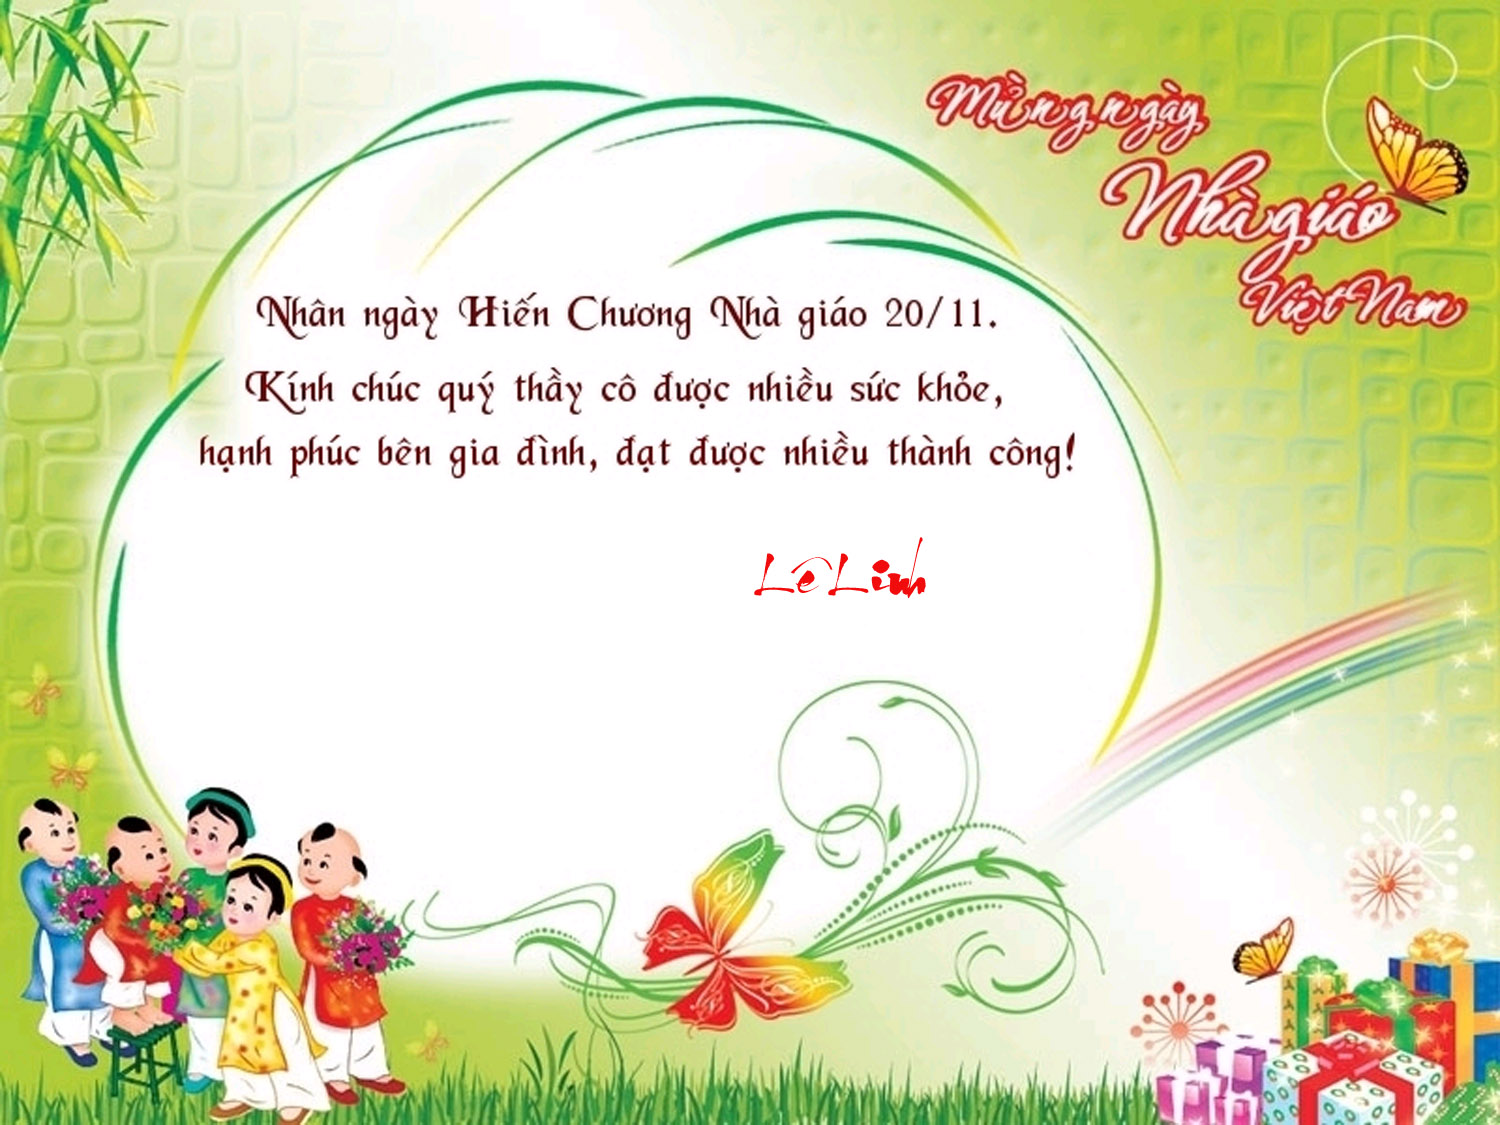 Mừng ngày
Nhà giáo
Việt Nam
Nhân ngày Hiến Chương Nhà giáo 20/11.
Kính chúc quý thầy cô được nhiều sức khỏe,
hạnh phúc bên gia đình, đạt được nhiều thành công!
Lê Linh